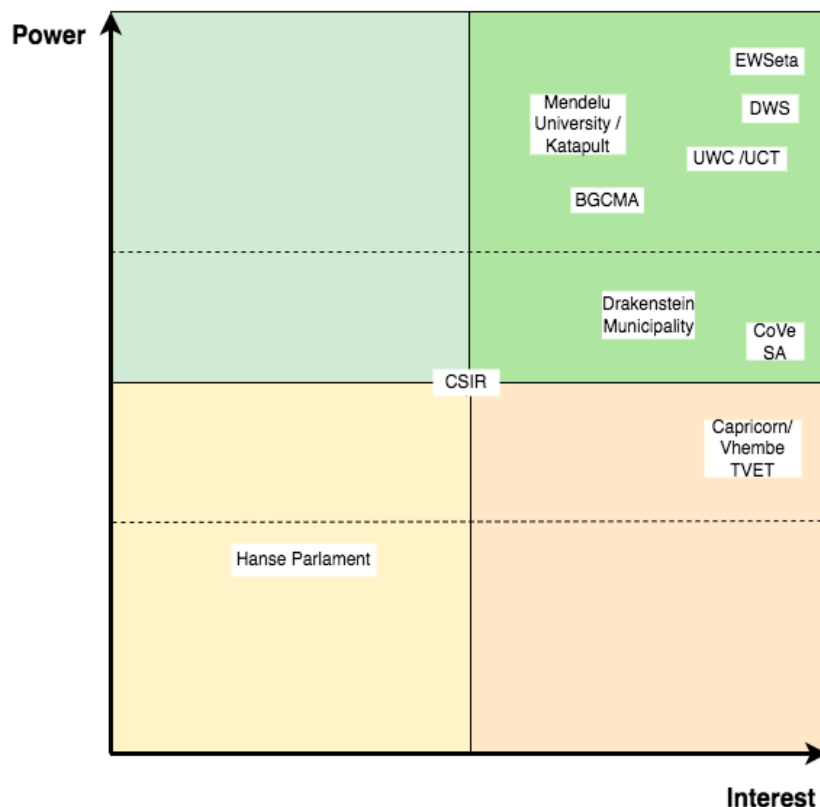 Power
EWSeta
Mendelu
University /
Katapult
DWS
UWC /UCT
BGCMA
Drakenstein
Municipality
CoVe
SA
CSIR
Capricorn/
Vhembe
TVET
Hanse Parlament
Interest